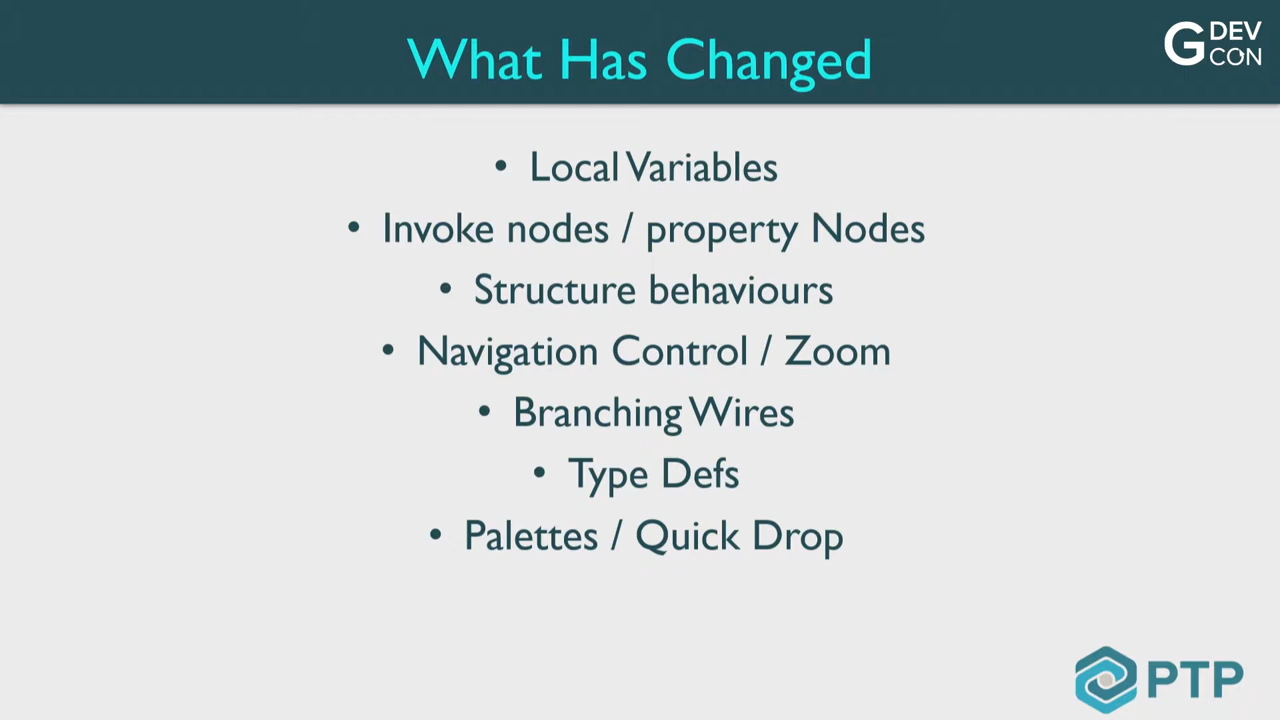 What Has Changed
G DEV CON
• Local Variables
• Invoke nodes / property Nodes
• Structure behaviours
• Navigation Control / Zoom
• Branching Wires
• Type Defs
• Palettes / Quick Drop
PTP